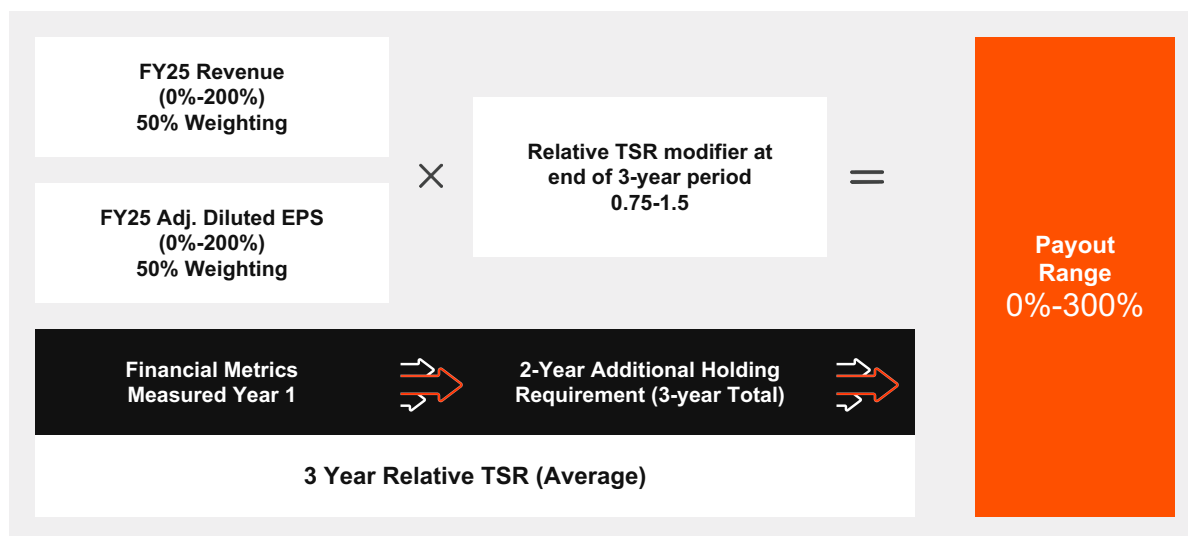 FY25 Revenue
(0%-200%)
50% Weighting
FY25 Adj. Diluted EPS
(0%-200%)
50% Weighting
×
Relative TSR modifier at
end of 3-year period
0.75-1.5
=
Payout
Range
0%-300%
Financial Metrics
Measured Year 1
2-Year Additional Holding
Requirement (3-year Total)
3 Year Relative TSR (Average)